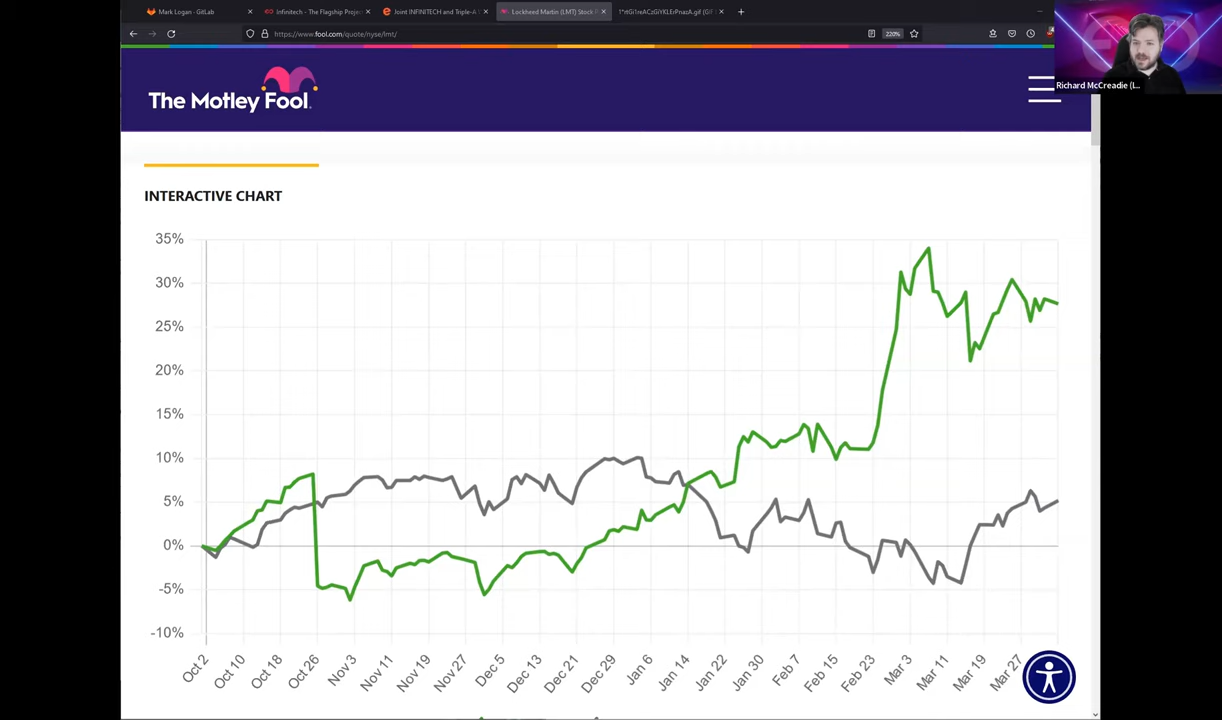 Mark Logan · GitLab
Infinitech - The Flagship Projec
Joint INFINITECH and Triple-A
Lockheed Martin (LMT) Stock P
https://www.fool.com/quote/nyse/lmt/
220%
Richard McCreadie (L...
The Motley Fool.
INTERACTIVE CHART
35%
30%
25%
20%
15%
10%
5%
0%
-5%
-10%
Oct 2
Oct 10
Oct 18
Oct 26
Nov 3
Nov 11
Nov 19
Nov 27
Dec 5
Dec 13
Dec 21
Dec 29
Jan 6
Jan 14
Jan 22
Jan 30
Feb 7
Feb 15
Feb 23
Mar 3
Mar 11
Mar 19
Mar 27